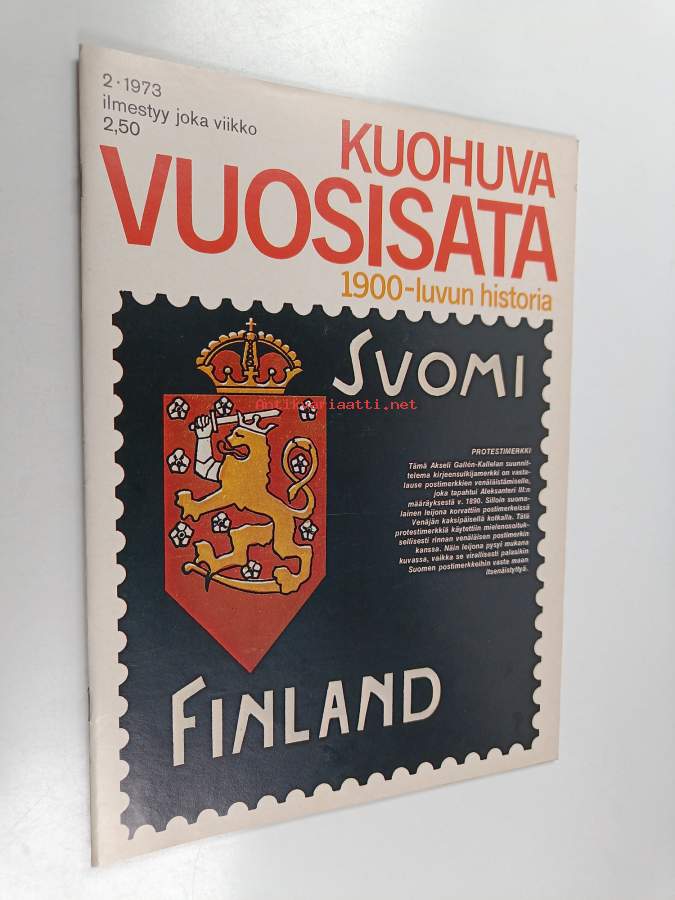 2 · 1973
ilmestyy joka viikko
2,50
KUOHUVA
VUOSISATA
1900-luvun historia
SVOMI
Antikvariaatti.net
PROTESTIMERKKI
Tämä Akseli Gallén-Kallelan suunnit-
telema kirjeensulkijamerkki on vasta-
lause postimerkkien venäläistämiselle,
joka tapahtui Aleksanteri III:n
määräyksestä v. 1890. Silloin suoma-
lainen leijona korvattiin postimerkeissä
Venäjän kaksipäisellä kotkalla. Tätä
protestimerkkiä käytettiin mielenosoituk-
sellisesti rinnan venäläisen postimerkin
kanssa. Näin leijona pysyi mukana
kuvassa, vaikka se virallisesti palasikin
Suomen postimerkkeihin vasta maan
itsenäistyttyä.
FINLAND